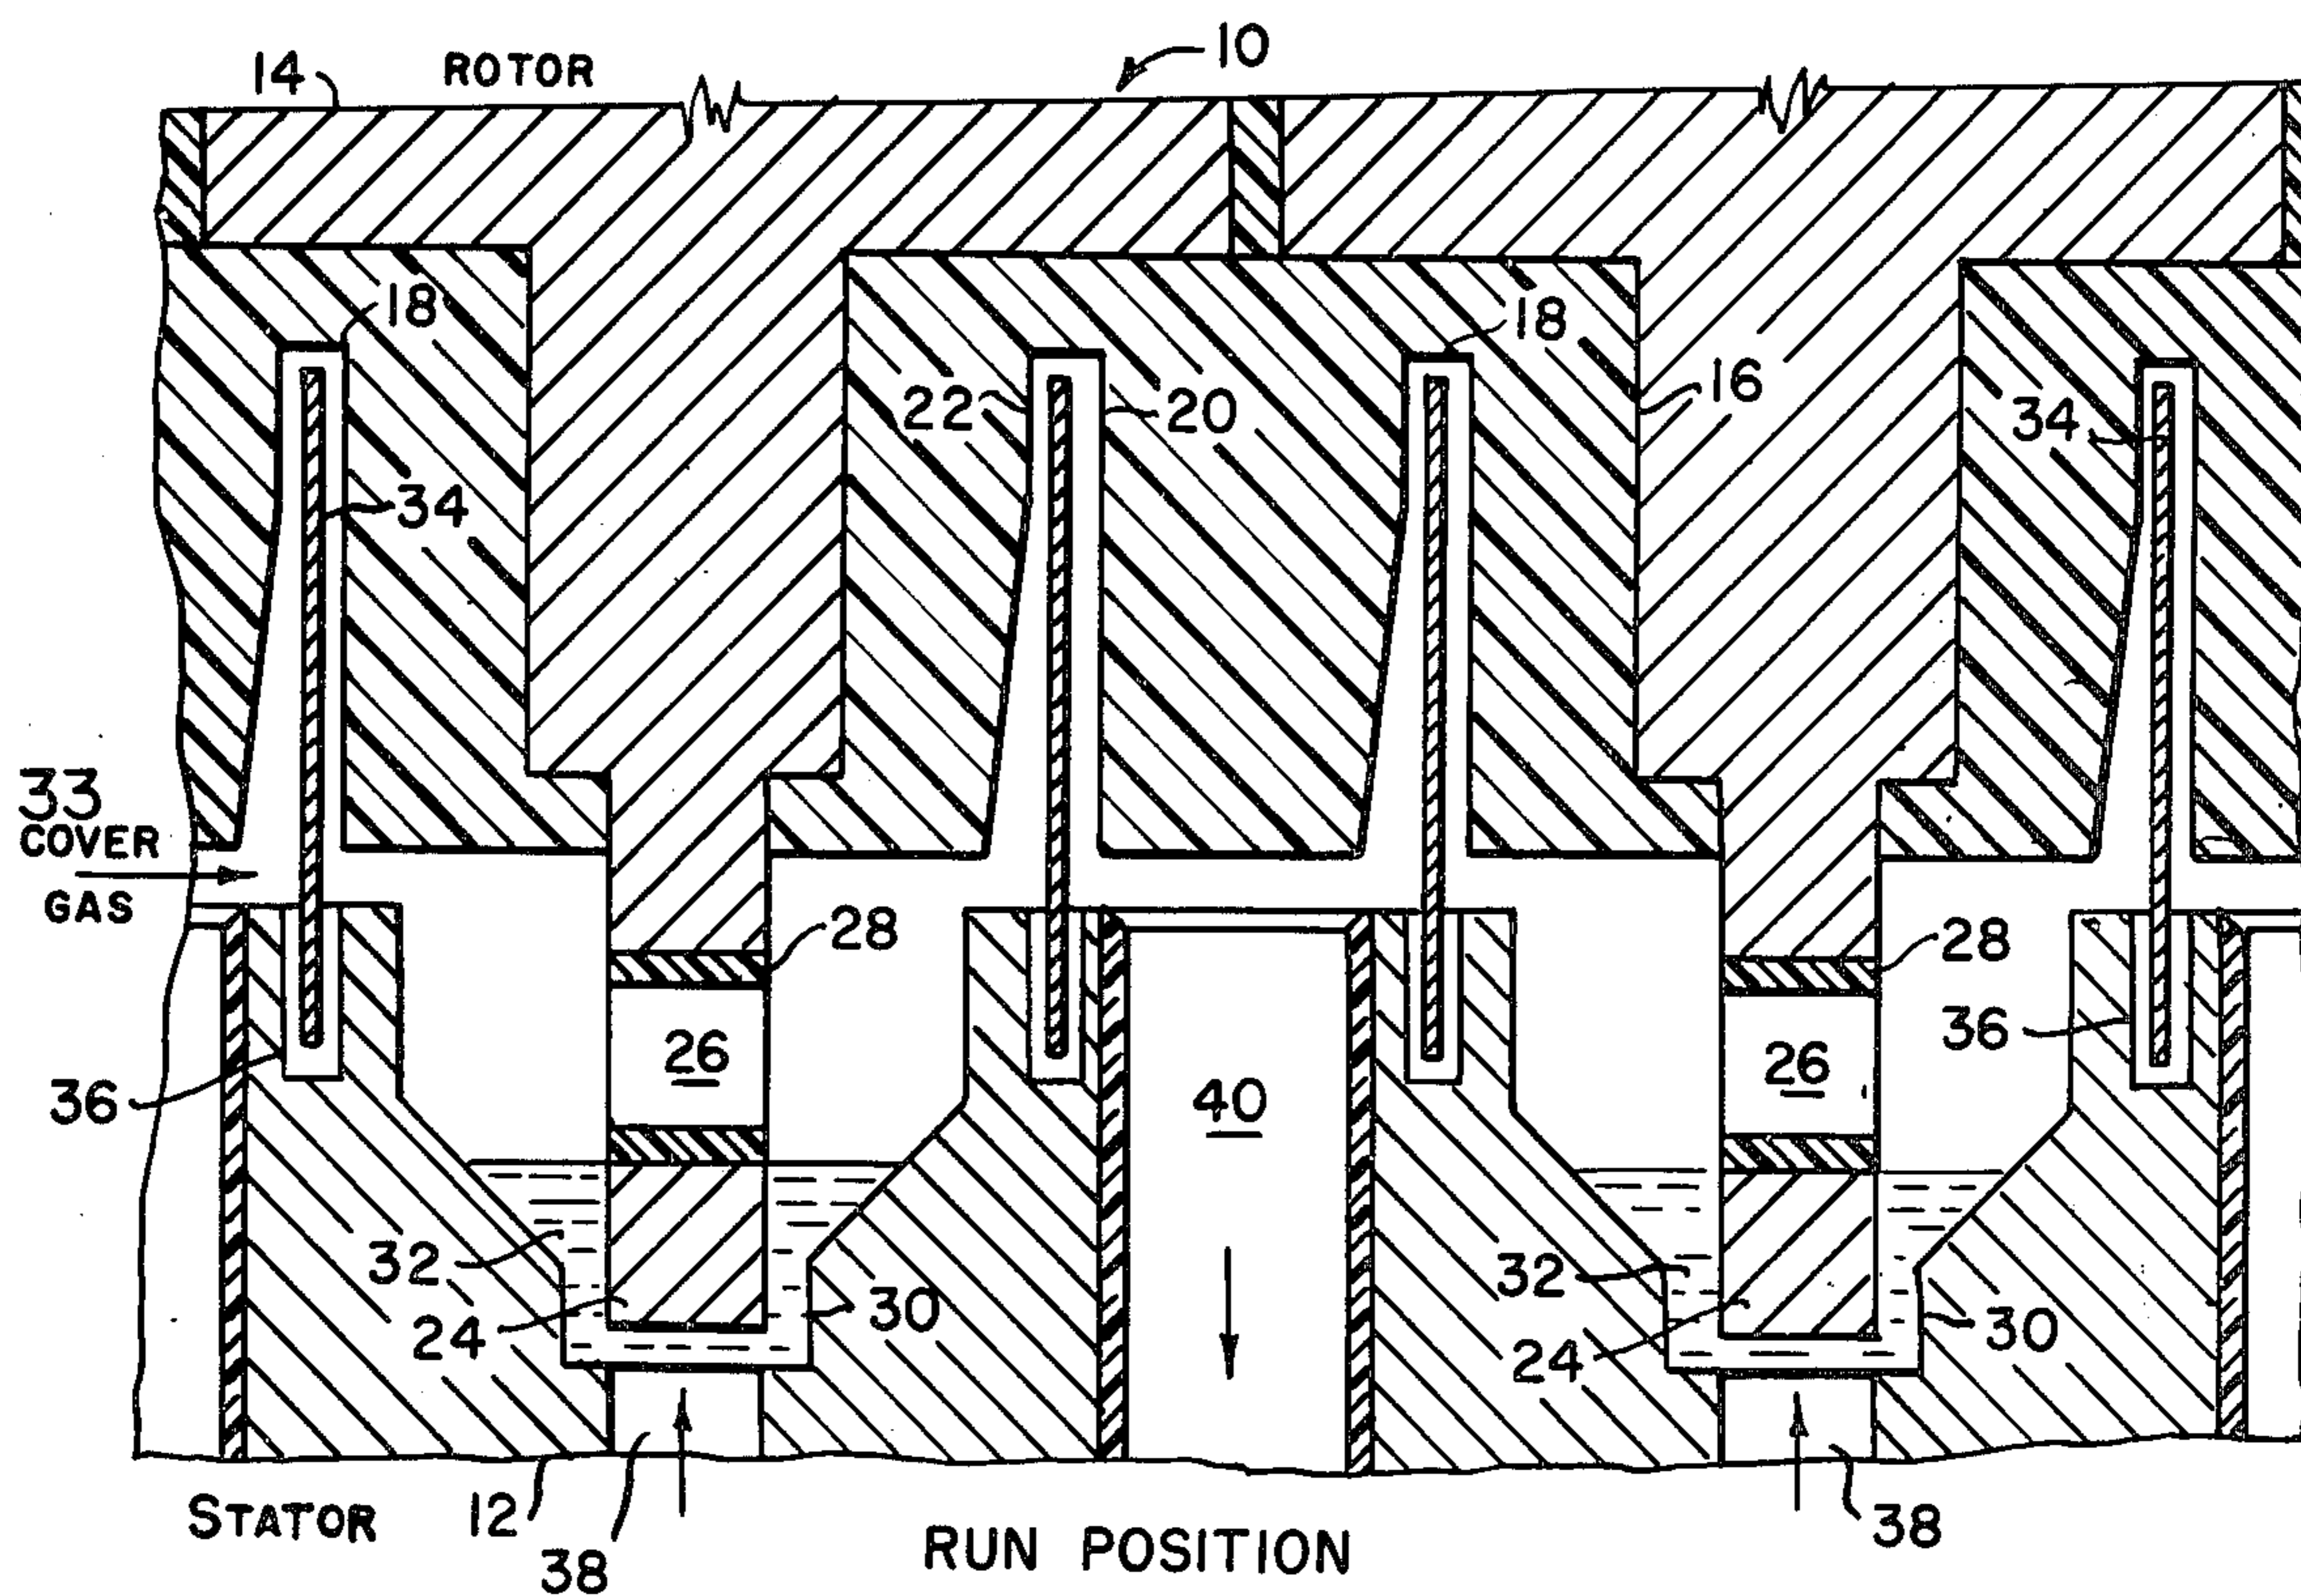 14 ROTOR 10
18 18
22 20 16 34
34
33
COVER
GAS
28 28
26 36
26
36 40
32 32
24 30 30
24
STATOR 12 38
38 RUN POSITION